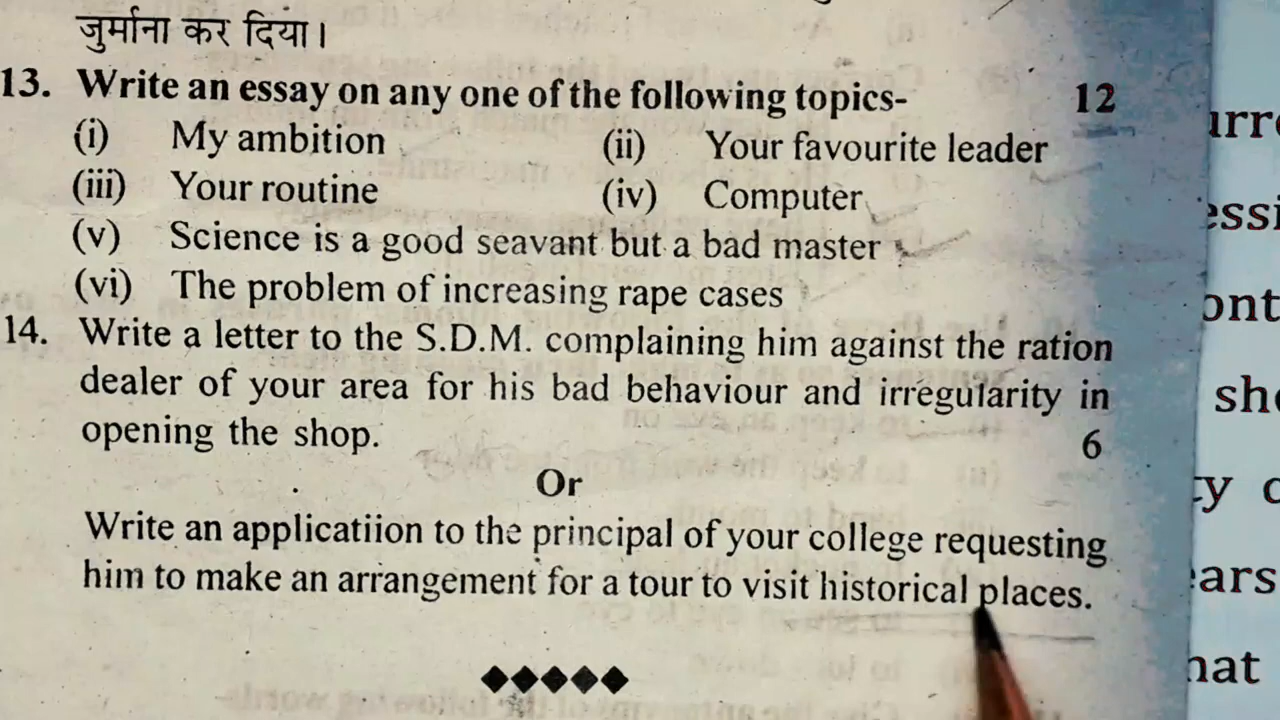 जुर्माना कर दिया।
13. Write an essay on any one of the following topics- 12
(i) My ambition (ii) Your favourite leader
(iii) Your routine (iv) Computer
(v) Science is a good seavant but a bad master
(vi) The problem of increasing rape cases
14. Write a letter to the S.D.M. complaining him against the ration
dealer of your area for his bad behaviour and irregularity in
opening the shop. 6
Or
Write an applicatiion to the principal of your college requesting
him to make an arrangement for a tour to visit historical places.